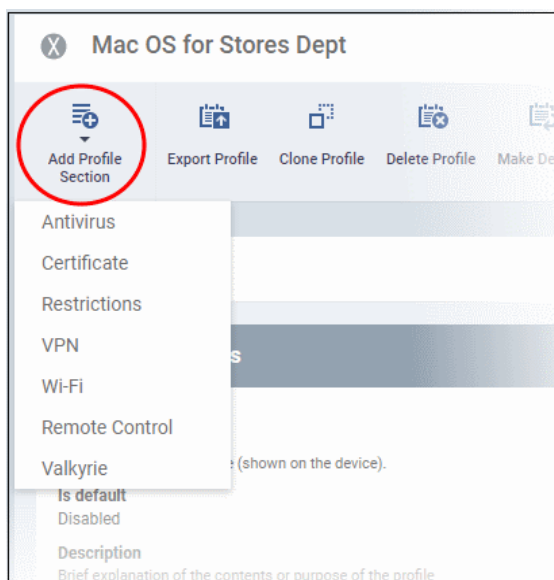 Mac OS for Stores Dept
Add Profile
Section
Export Profile
Clone Profile
Delete Profile
Make De
Antivirus
Certificate
Restrictions
VPN
Wi-Fi
Remote Control
Valkyrie
s
(shown on the device).
Is default
Disabled
Description
Brief explanation of the contents or purpose of the profile